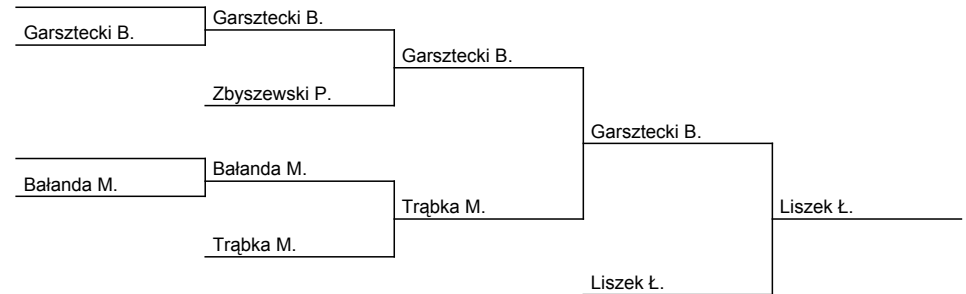 Garsztecki B.
Garsztecki B.
Garsztecki B.
Zbyszewski P.
Garsztecki B.
Bałanda M.
Bałanda M.
Trąbka M.
Liszek Ł.
Trąbka M.
Liszek Ł.